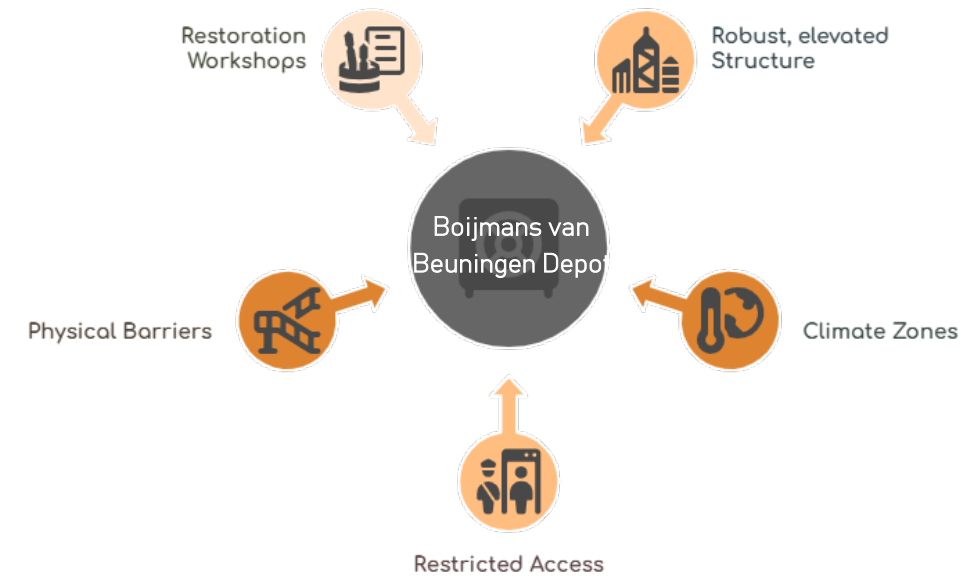 Restoration
Workshops
Robust, elevated
Structure
Boijmans van
Beuningen Depot
Physical Barriers
Climate Zones
Restricted Access